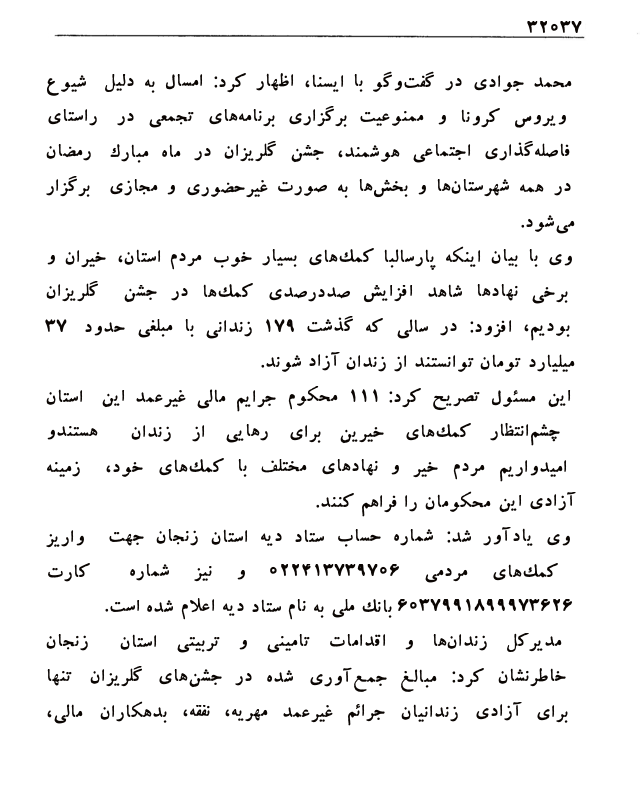 ۳۲۰۳۷
محمد جوادی در گفت‌وگو با ایسنا، اظهار کرد: امسال به دلیل شیوع
ویروس کرونا و ممنوعیت برگزاری برنامه‌های تجمعی در راستای
فاصله‌گذاری اجتماعی هوشمند، جشن گلریزان در ماه مبارك رمضان
در همه شهرستان‌ها و بخش‌ها به صورت غیرحضوری و مجازی برگزار
می‌شود.
وی با بیان اینکه پارسالبا کمك‌های بسیار خوب مردم استان، خیران و
برخی نهادها شاهد افزایش صددرصدی کمك‌ها در جشن گلریزان
بودیم، افزود: در سالی که گذشت ۱۷۹ زندانی با مبلغی حدود ۳۷
میلیارد تومان توانستند از زندان آزاد شوند.
این مسئول تصریح کرد: ۱۱۱ محکوم جرایم مالی غیرعمد این استان
چشم‌انتظار کمك‌های خیرین برای رهایی از زندان هستندو
امیدواریم مردم خیر و نهادهای مختلف با کمك‌های خود، زمینه
آزادی این محکومان را فراهم کنند.
وی یادآور شد: شماره حساب ستاد دیه استان زنجان جهت واریز
کمك‌های مردمی ۰۲۲۴۱۳۷۳۹۷۰۶ و نیز شماره کارت
۶۰۳۷۹۹۱۸۹۹۹۷۳۶۲۶ بانك ملی به نام ستاد دیه اعلام شده است.
مدیرکل زندان‌ها و اقدامات تامینی و تربیتی استان زنجان
خاطرنشان کرد: مبالغ جمع‌آوری شده در جشن‌های گلریزان تنها
برای آزادی زندانیان جرائم غیرعمد مهریه، نفقه، بدهکاران مالی،